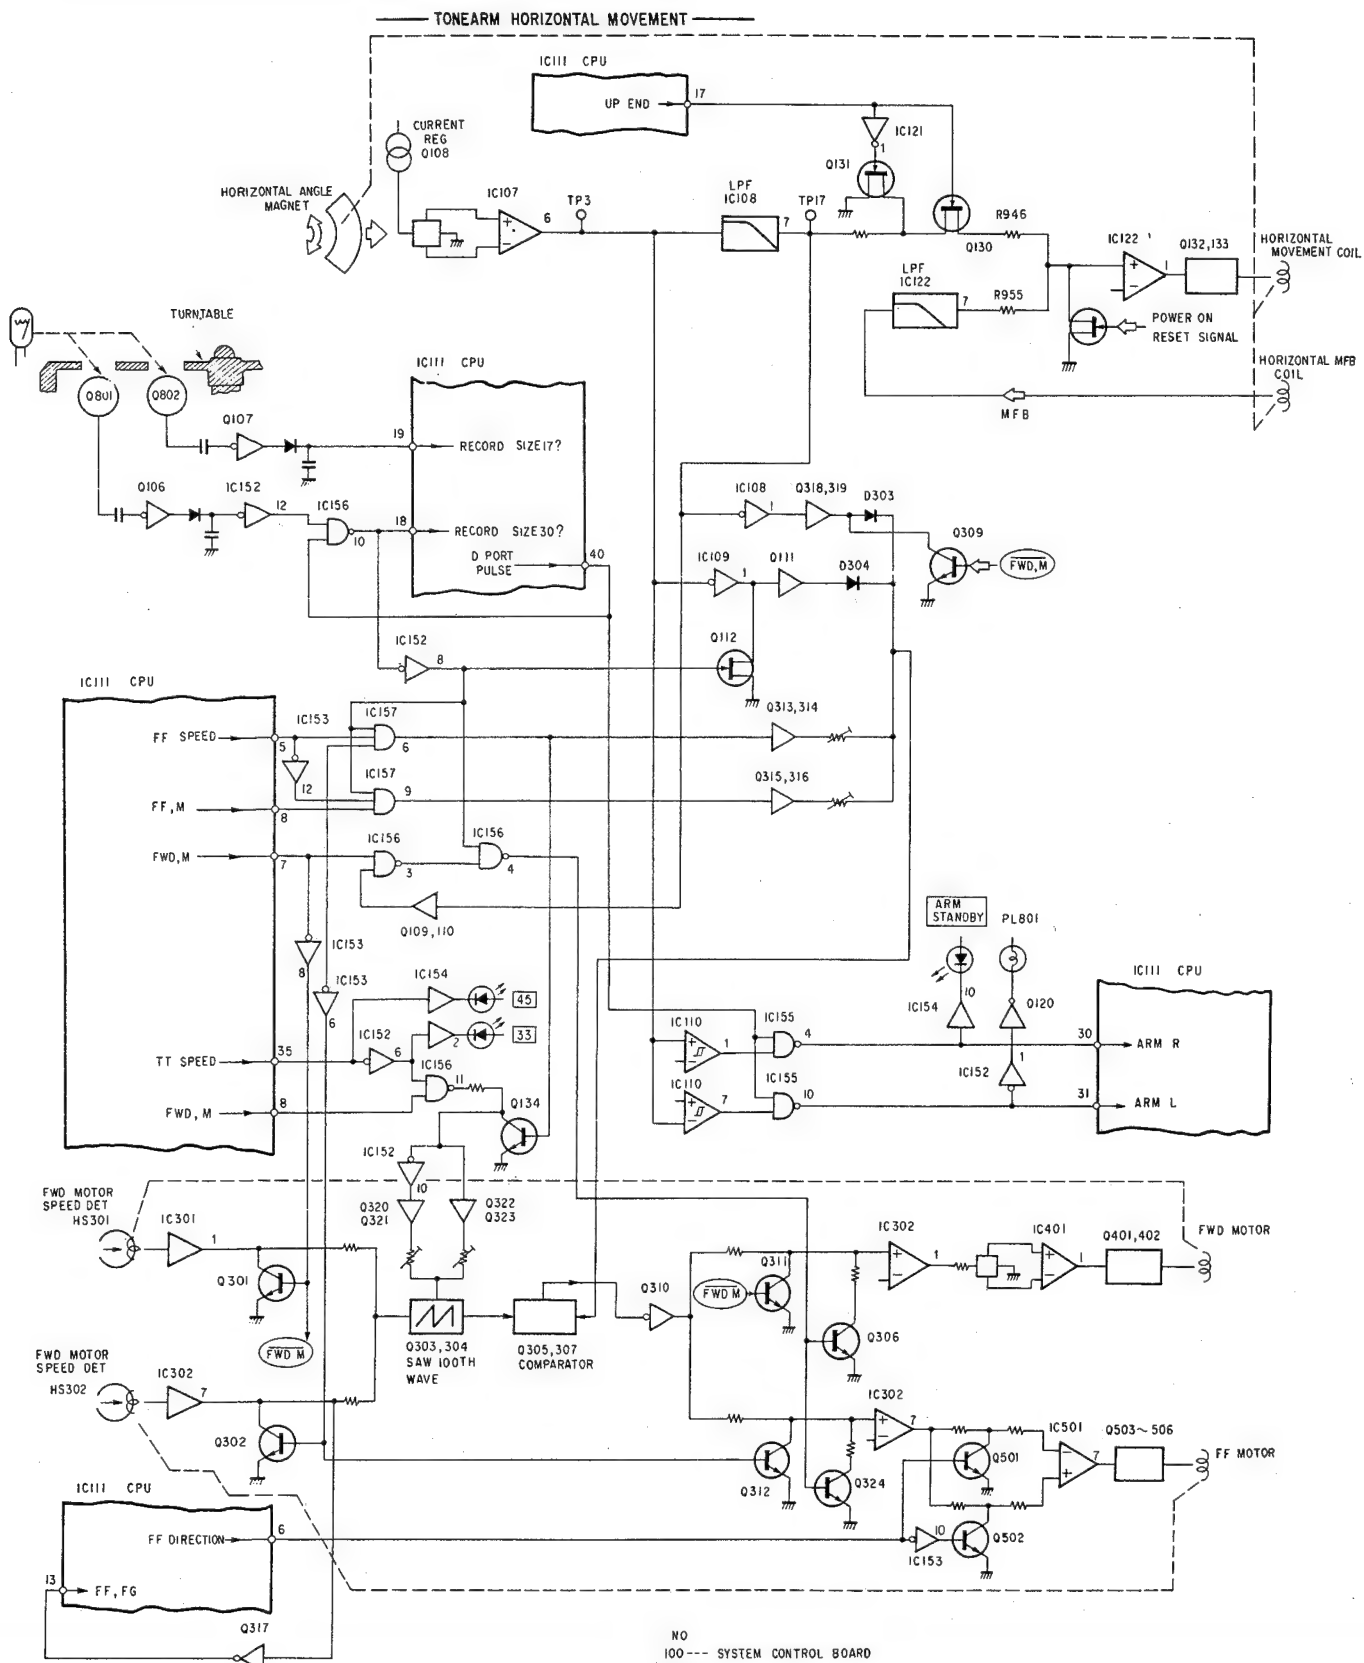 TONEARM HORIZONTAL MOVEMENT
IC111 CPU
UP END
17
CURRENT
REG
Q108
IC121
1
Q131
HORIZONTAL ANGLE
MAGNET
IC107
6
TP3
LPF
IC108
7
TP17
Q130
R946
IC122
1
Q132,133
HORIZONTAL
MOVEMENT COIL
LPF
IC122
7
R955
POWER ON
RESET SIGNAL
HORIZONTAL MFB
COIL
MFB
TURNTABLE
Q801
Q802
IC111 CPU
Q107
19
RECORD SIZE17?
Q106
IC152
12
IC156
10
18
RECORD SIZE30?
D PORT
PULSE
40
IC108
1
Q318,319
D303
Q309
FWD,M
IC109
1
Q111
D304
IC152
8
Q112
IC111 CPU
FF SPEED
5
IC153
12
IC157
6
Q313,314
IC157
9
Q315,316
FF,M
8
FWD,M
7
IC156
3
IC156
4
Q109,110
IC153
8
IC153
6
IC154
45
33
2
TT SPEED
35
IC152
6
IC156
11
FWD,M
8
Q134
ARM
STANDBY
PL801
IC154
10
Q120
IC111 CPU
IC110
1
IC155
4
30
ARM R
IC152
1
IC110
7
IC155
10
31
ARM L
IC152
10
Q320
Q321
Q322
Q323
FWD MOTOR
SPEED DET
HS301
IC301
1
Q301
FWD M
Q303,304
SAW 100TH
WAVE
Q305,307
COMPARATOR
Q310
Q311
FWD M
Q306
IC302
1
IC401
1
Q401,402
FWD MOTOR
FWD MOTOR
SPEED DET
HS302
IC302
7
Q302
Q312
Q324
IC302
7
Q501
IC501
7
Q503~506
FF MOTOR
IC111 CPU
FF DIRECTION
6
IC153
10
Q502
13
FF,FG
Q317
NO
100--- SYSTEM CONTROL BOARD